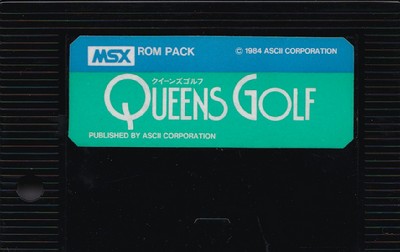 MSX ROM PACK © 1984 ASCII CORPORATION
クイーンズゴルフ
QUEENS GOLF
PUBLISHED BY ASCII CORPORATION